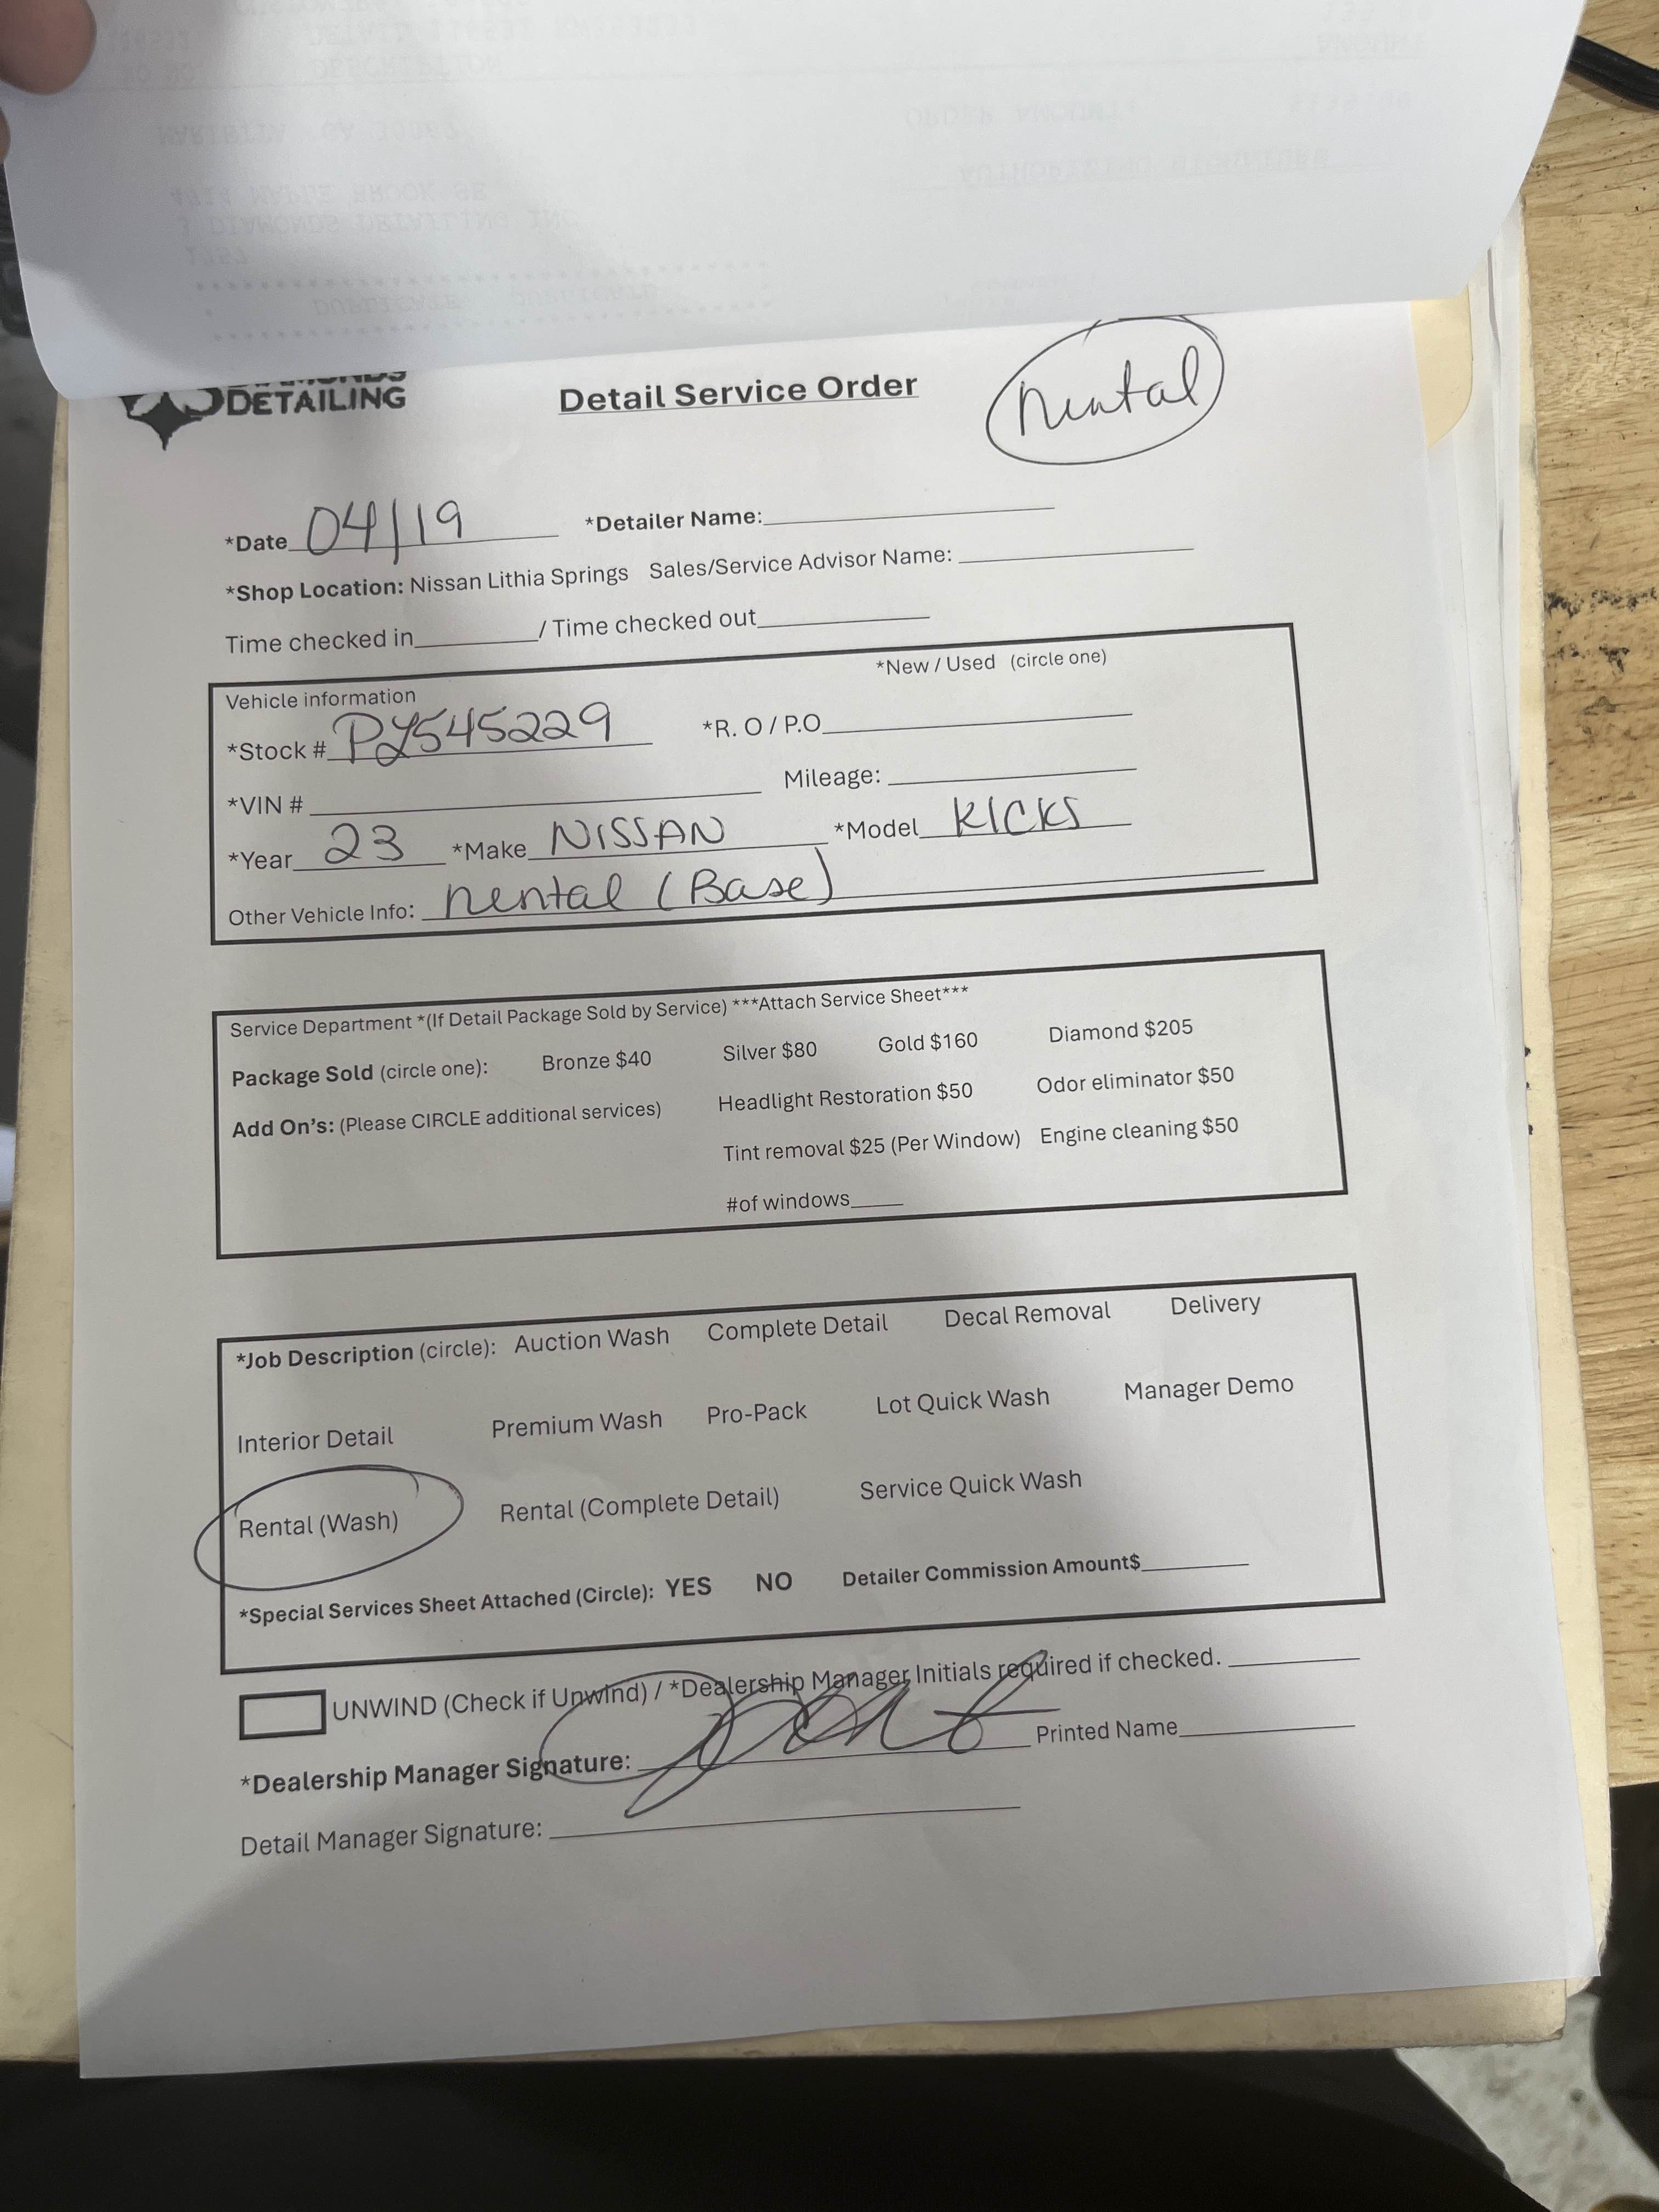 DETAILING
Detail Service Order
Rental
*Date 04/19 *Detailer Name:
*Shop Location: Nissan Lithia Springs Sales/Service Advisor Name:
Time checked in / Time checked out
*New / Used (circle one)
Vehicle information
*Stock # PL545229 *R. O / P.O
*VIN # Mileage:
*Year 23 *Make NISSAN *Model KICKS
Other Vehicle Info: Rental (Base)
Service Department *(If Detail Package Sold by Service) ***Attach Service Sheet***
Package Sold (circle one): Bronze $40 Silver $80 Gold $160 Diamond $205
Add On's: (Please CIRCLE additional services) Headlight Restoration $50 Odor eliminator $50
Tint removal $25 (Per Window) Engine cleaning $50
#of windows
*Job Description (circle): Auction Wash Complete Detail Decal Removal Delivery
Interior Detail Premium Wash Pro-Pack Lot Quick Wash Manager Demo
Rental (Wash) Rental (Complete Detail) Service Quick Wash
*Special Services Sheet Attached (Circle): YES NO Detailer Commission Amount$
UNWIND (Check if Unwind) / *Dealership Manager Initials required if checked.
*Dealership Manager Signature: Printed Name
Detail Manager Signature: